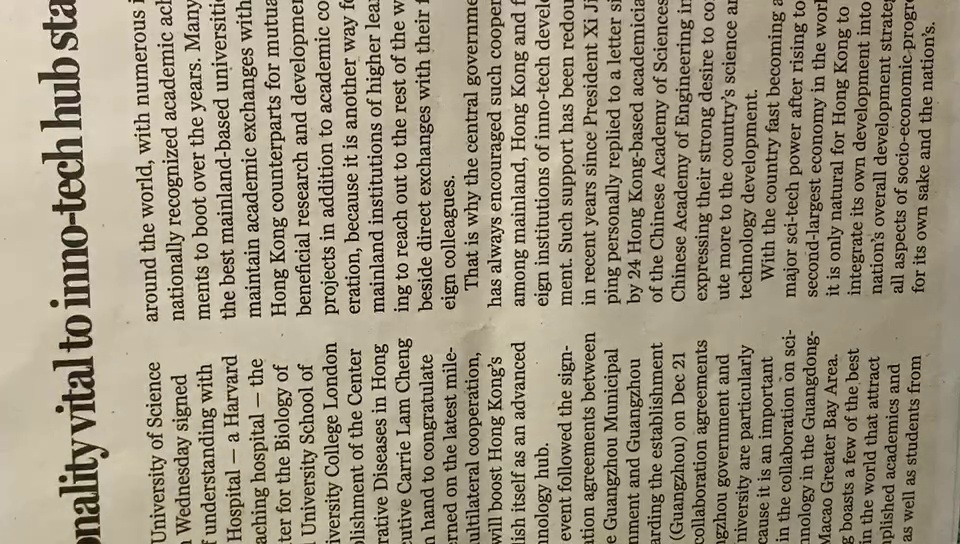 onality vital to inno-tech hub sta
University of Science
Wednesday signed
f understanding with
Hospital – a Harvard
aching hospital – the
ter for the Biology of
University School of
iversity College London
blishment of the Center
rative Diseases in Hong
utive Carrie Lam Cheng
n hand to congratulate
erned on the latest mile-
ultilateral cooperation,
will boost Hong Kong's
lish itself as an advanced
nnology hub.
event followed the sign-
ation agreements between
e Guangzhou Municipal
nment and Guangzhou
arding the establishment
(Guangzhou) on Dec 21
collaboration agreements
ngzhou government and
niversity are particularly
cause it is an important
in the collaboration on sci-
nnology in the Guangdong-
Macao Greater Bay Area.
g boasts a few of the best
in the world that attract
plished academics and
as well as students from
around the world, with numerous i
nationally recognized academic ach
ments to boot over the years. Many
the best mainland-based universitie
maintain academic exchanges with
Hong Kong counterparts for mutua
beneficial research and developmen
projects in addition to academic co
eration, because it is another way fo
mainland institutions of higher lear
ing to reach out to the rest of the w
beside direct exchanges with their f
eign colleagues.
That is why the central governme
has always encouraged such cooper
among mainland, Hong Kong and f
eign institutions of inno-tech develo
ment. Such support has been redou
in recent years since President Xi Ji
ping personally replied to a letter si
by 24 Hong Kong-based academicia
of the Chinese Academy of Sciences
Chinese Academy of Engineering in
expressing their strong desire to con
ute more to the country's science an
technology development.
With the country fast becoming a
major sci-tech power after rising to
second-largest economy in the worl
it is only natural for Hong Kong to
integrate its own development into
nation's overall development strateg
all aspects of socio-economic-progre
for its own sake and the nation's.